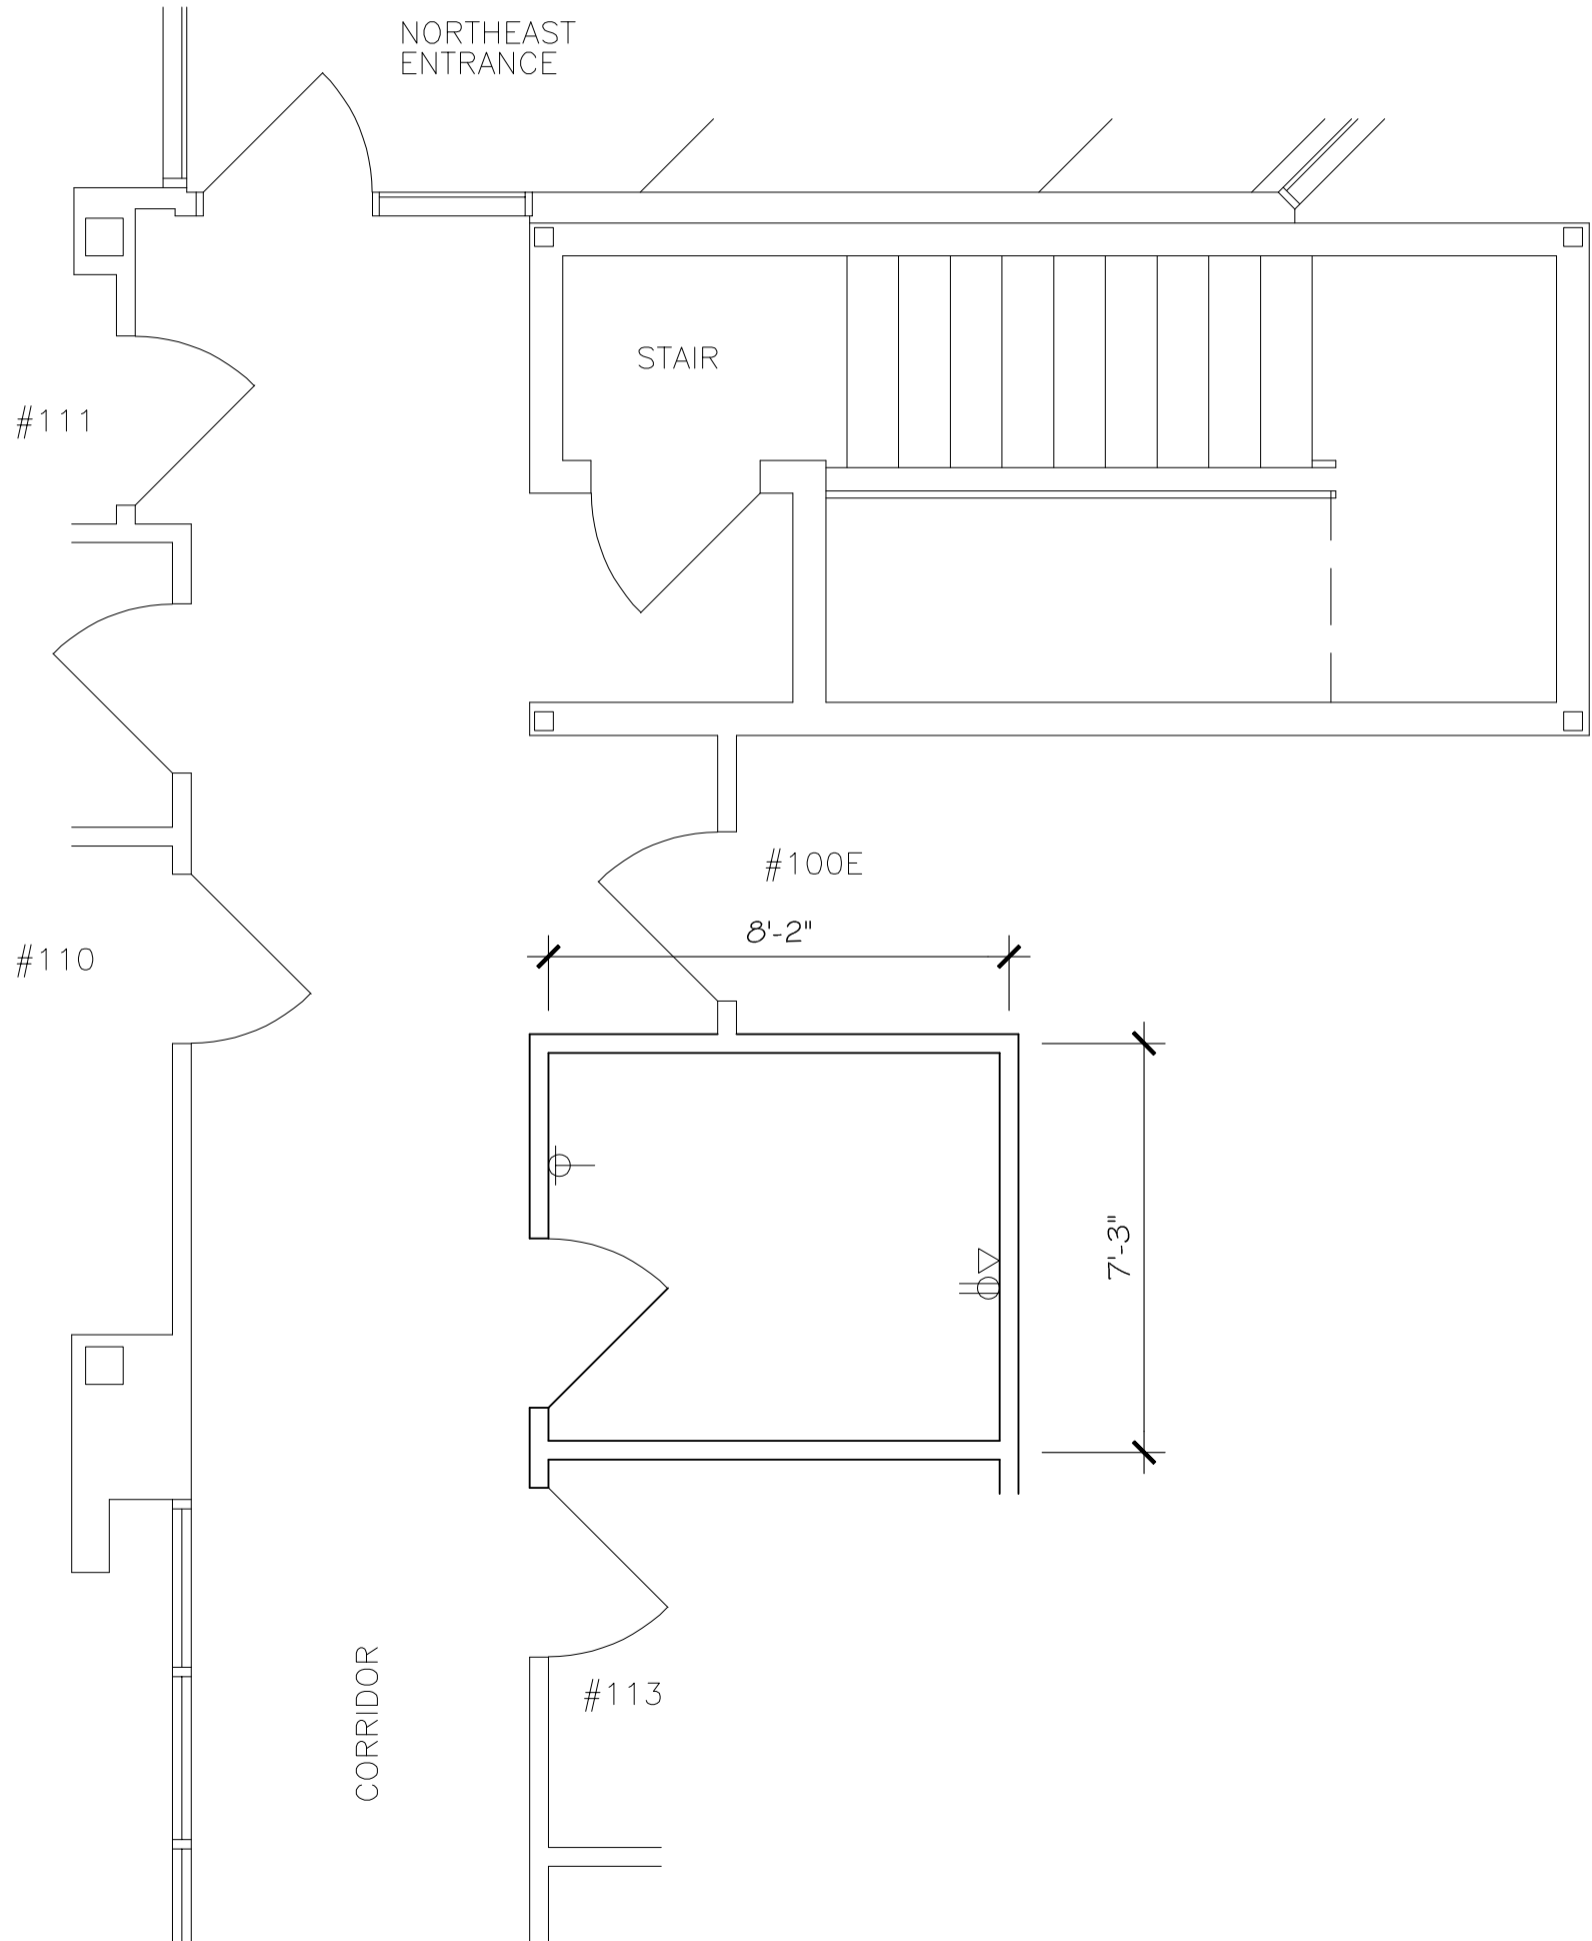 NORTHEAST
ENTRANCE
STAIR
#111
#100E
8'-2"
#110
7'-3"
CORRIDOR
#113